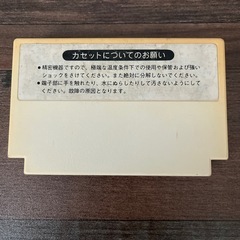 カセットについてのお願い
●精密機器ですので、極端な温度条件下での使用や保管および強い
ショックをさけてください。また絶対に分解しないでください。
●端子部に手を触れたり、水にぬらしたりして汚さないようにして
ください。故障の原因となります。